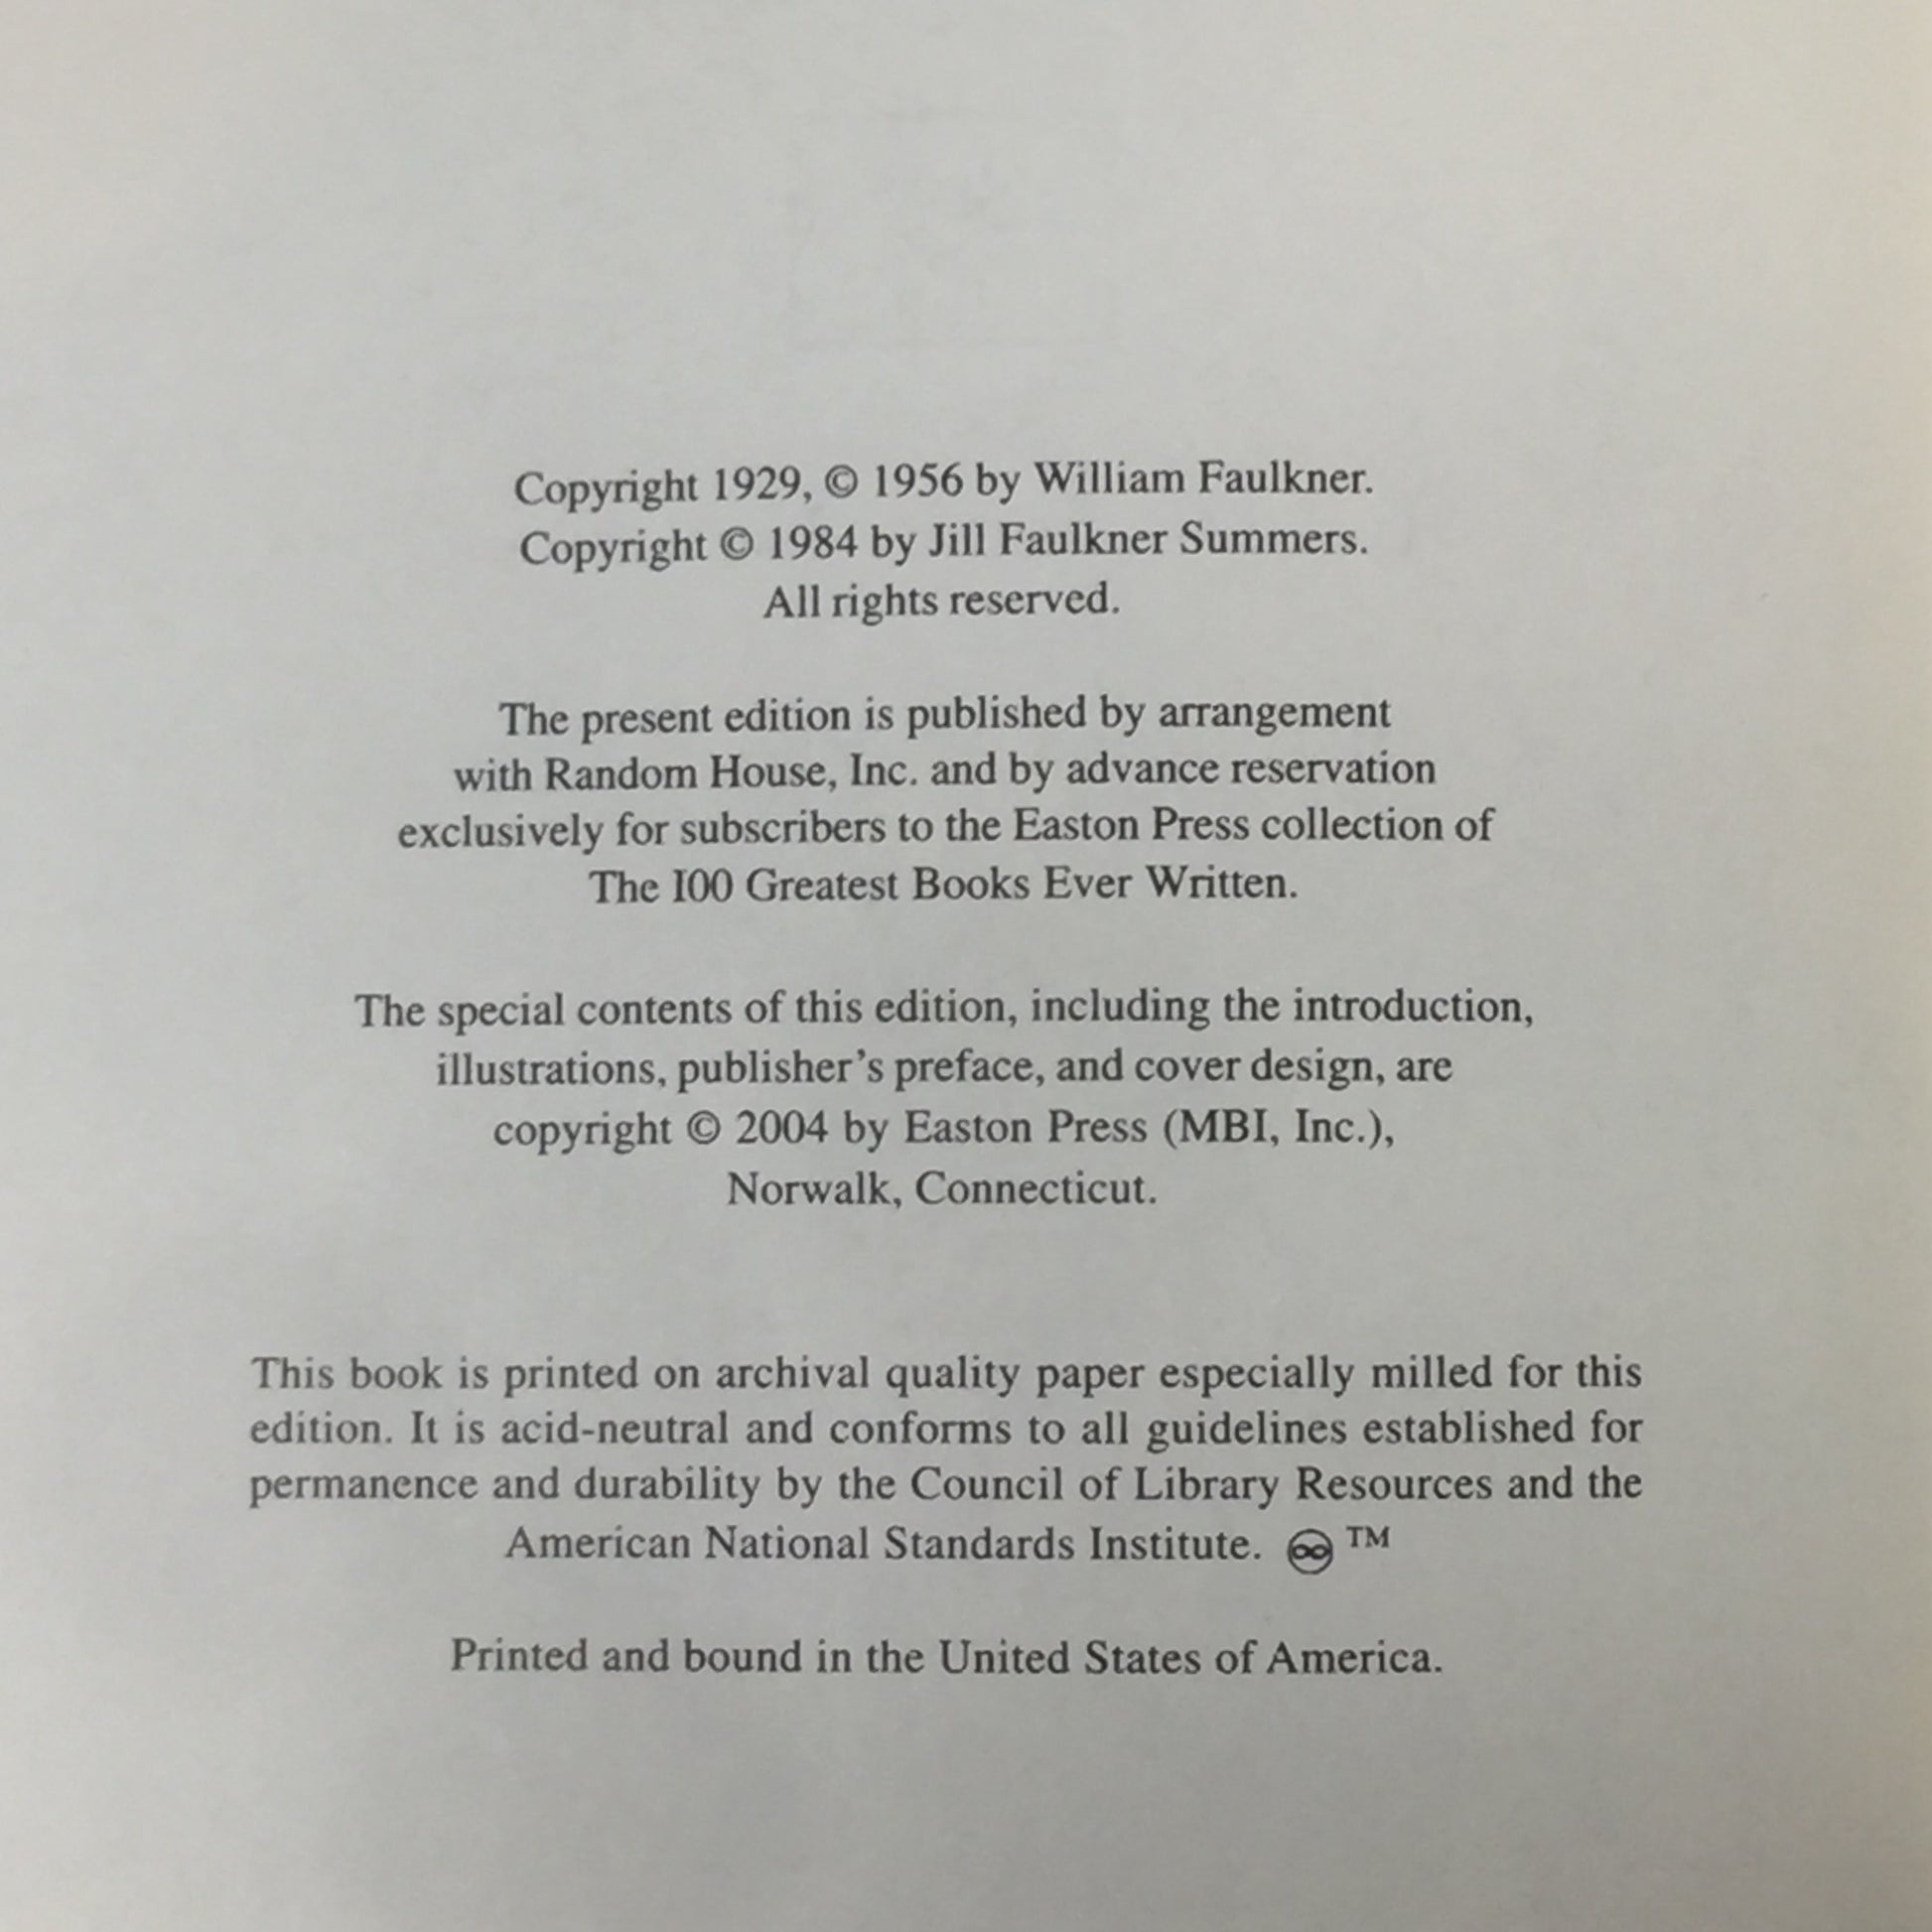 Copyright 1929, © 1956 by William Faulkner.
Copyright © 1984 by Jill Faulkner Summers.
All rights reserved.
The present edition is published by arrangement
with Random House, Inc. and by advance reservation
exclusively for subscribers to the Easton Press collection of
The I00 Greatest Books Ever Written.
The special contents of this edition, including the introduction,
illustrations, publisher's preface, and cover design, are
copyright © 2004 by Easton Press (MBI, Inc.),
Norwalk, Connecticut.
This book is printed on archival quality paper especially milled for this
edition. It is acid-neutral and conforms to all guidelines established for
permanence and durability by the Council of Library Resources and the
American National Standards Institute. ♾ ™
Printed and bound in the United States of America.